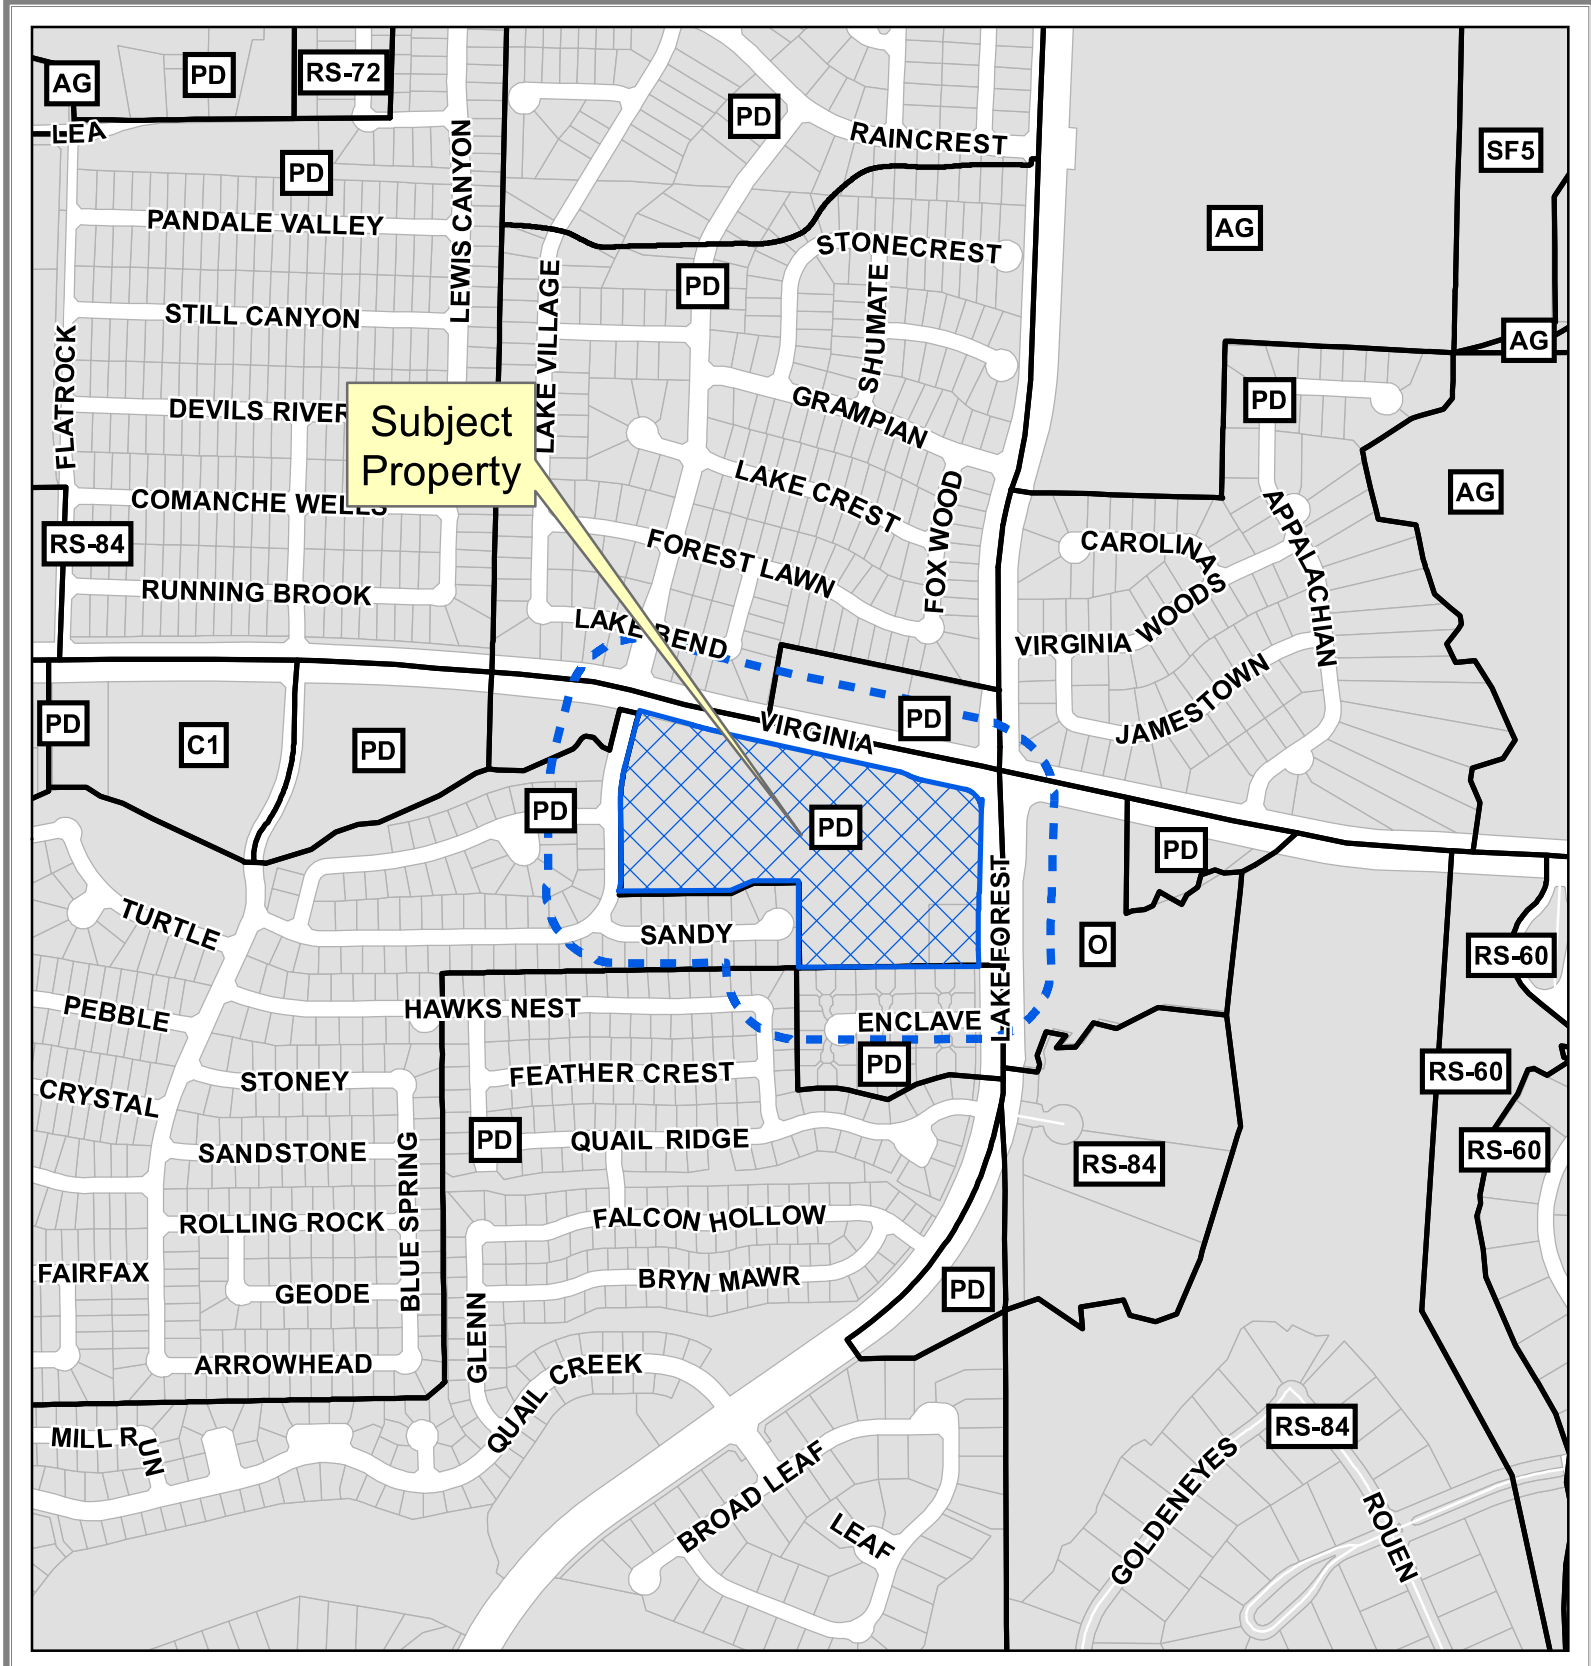 AG
PD
RS-72
LEA
PD
PD
RAINCREST
SF5
PANDALE VALLEY
LEWIS CANYON
STONECREST
AG
PD
SHUMATE
LAKE VILLAGE
STILL CANYON
FLATROCK
AG
DEVILS RIVER
Subject
Property
GRAMPIAN
PD
LAKE CREST
FOX WOOD
AG
COMANCHE WELLS
RS-84
FOREST LAWN
CAROLINA
APPALACHIAN
RUNNING BROOK
LAKE BEND
VIRGINIA WOODS
JAMESTOWN
PD
C1
PD
VIRGINIA
PD
PD
PD
PD
LAKE FOREST
TURTLE
SANDY
O
RS-60
PEBBLE
HAWKS NEST
ENCLAVE
PD
CRYSTAL
STONEY
FEATHER CREST
RS-60
SANDSTONE
BLUE SPRING
PD
QUAIL RIDGE
RS-84
RS-60
ROLLING ROCK
FALCON HOLLOW
FAIRFAX
GEODE
BRYN MAWR
PD
GLENN
ARROWHEAD
QUAIL CREEK
MILL RUN
BROAD LEAF
LEAF
RS-84
GOLDENEYES
ROUEN